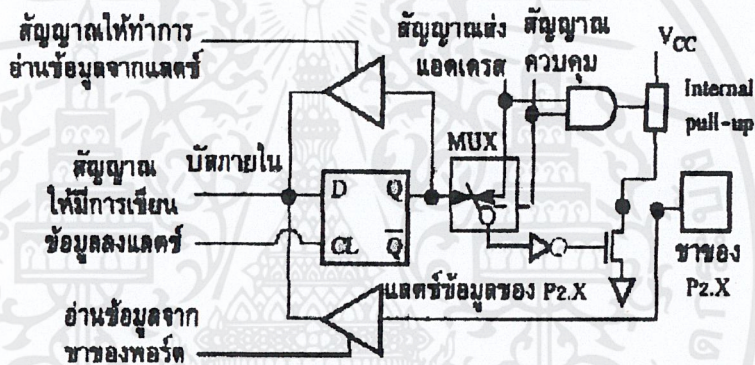 สัญญาณให้ทำการ
อ่านข้อมูลจากแลตช์
สัญญาณส่ง
แอดเดรส
สัญญาณ
ควบคุม
VCC
Internal
pull-up
MUX
สัญญาณ
ให้มีการเขียน
ข้อมูลลงแลตช์
บัสภายใน
D
Q
CL
Q̅
ขาของ
P2.X
แลตช์ข้อมูลของ P2.X
อ่านข้อมูลจาก
ขาของพอร์ต